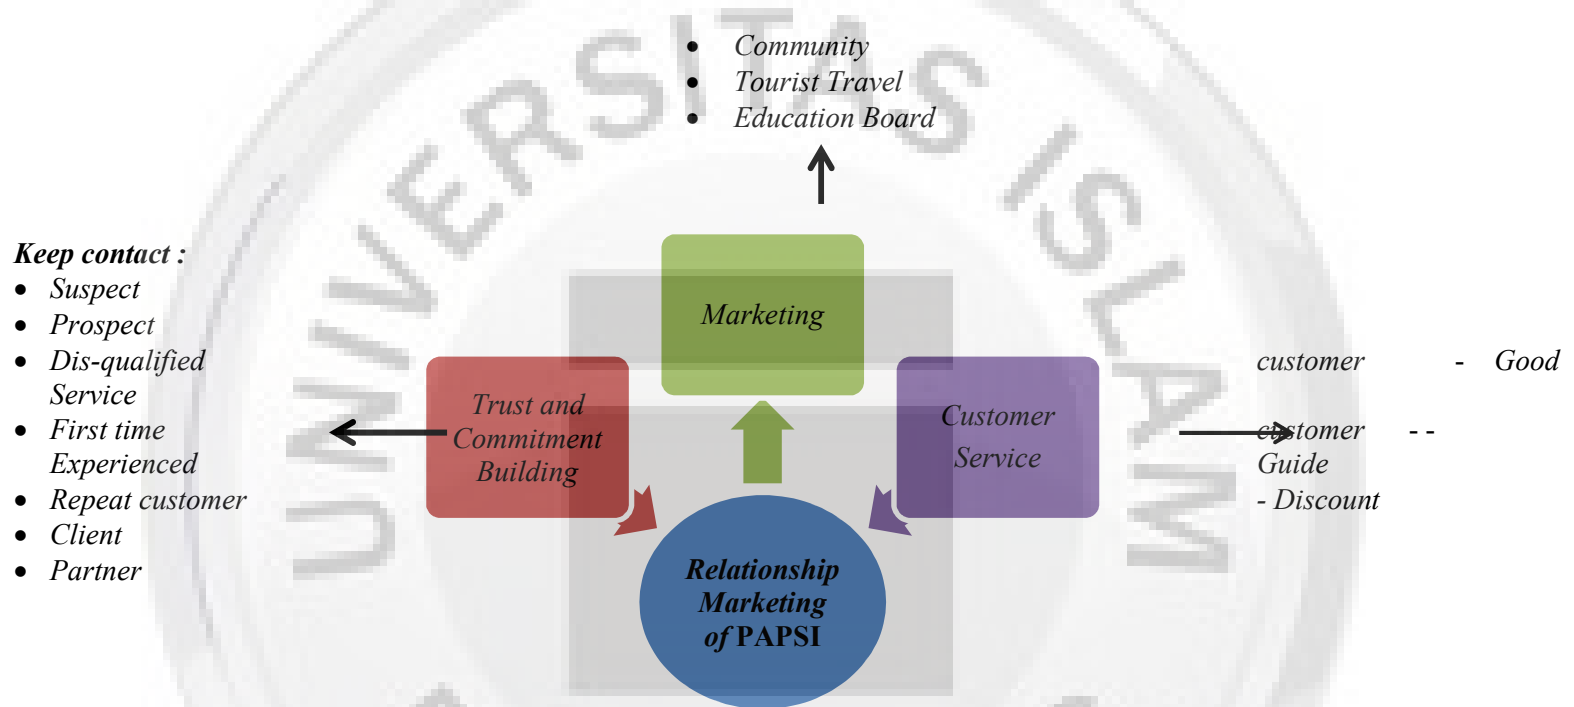 UNIVERSITAS ISLAM
• Community
• Tourist Travel
• Education Board
Keep contact :
• Suspect
• Prospect
• Dis-qualified
Service
• First time
Experienced
• Repeat customer
• Client
• Partner
Marketing
Trust and
Commitment
Building
Customer
Service
customer - Good
customer - -
Guide
- Discount
Relationship
Marketing
of PAPSI